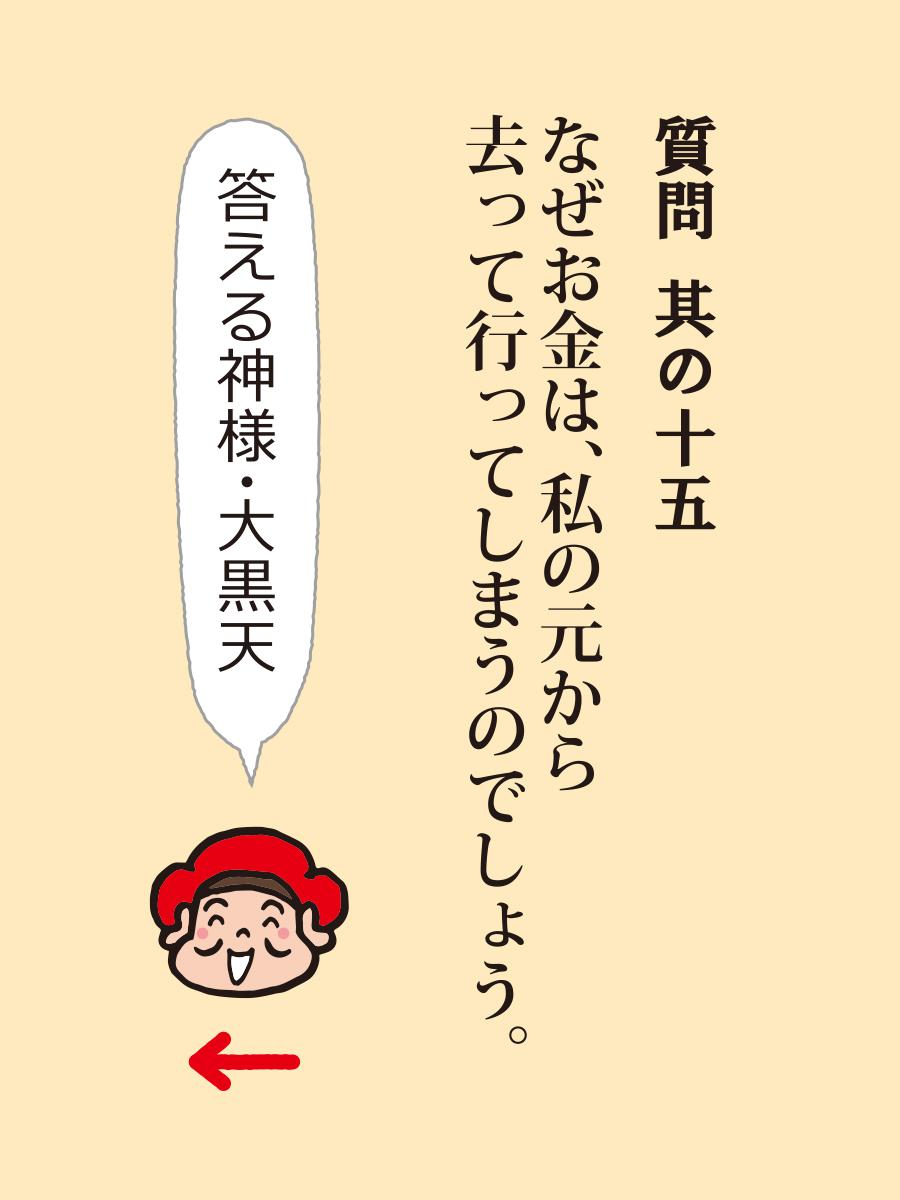 質問 其の十五
なぜお金は、私の元から
去って行ってしまうのでしょう。
答える神様・大黒天